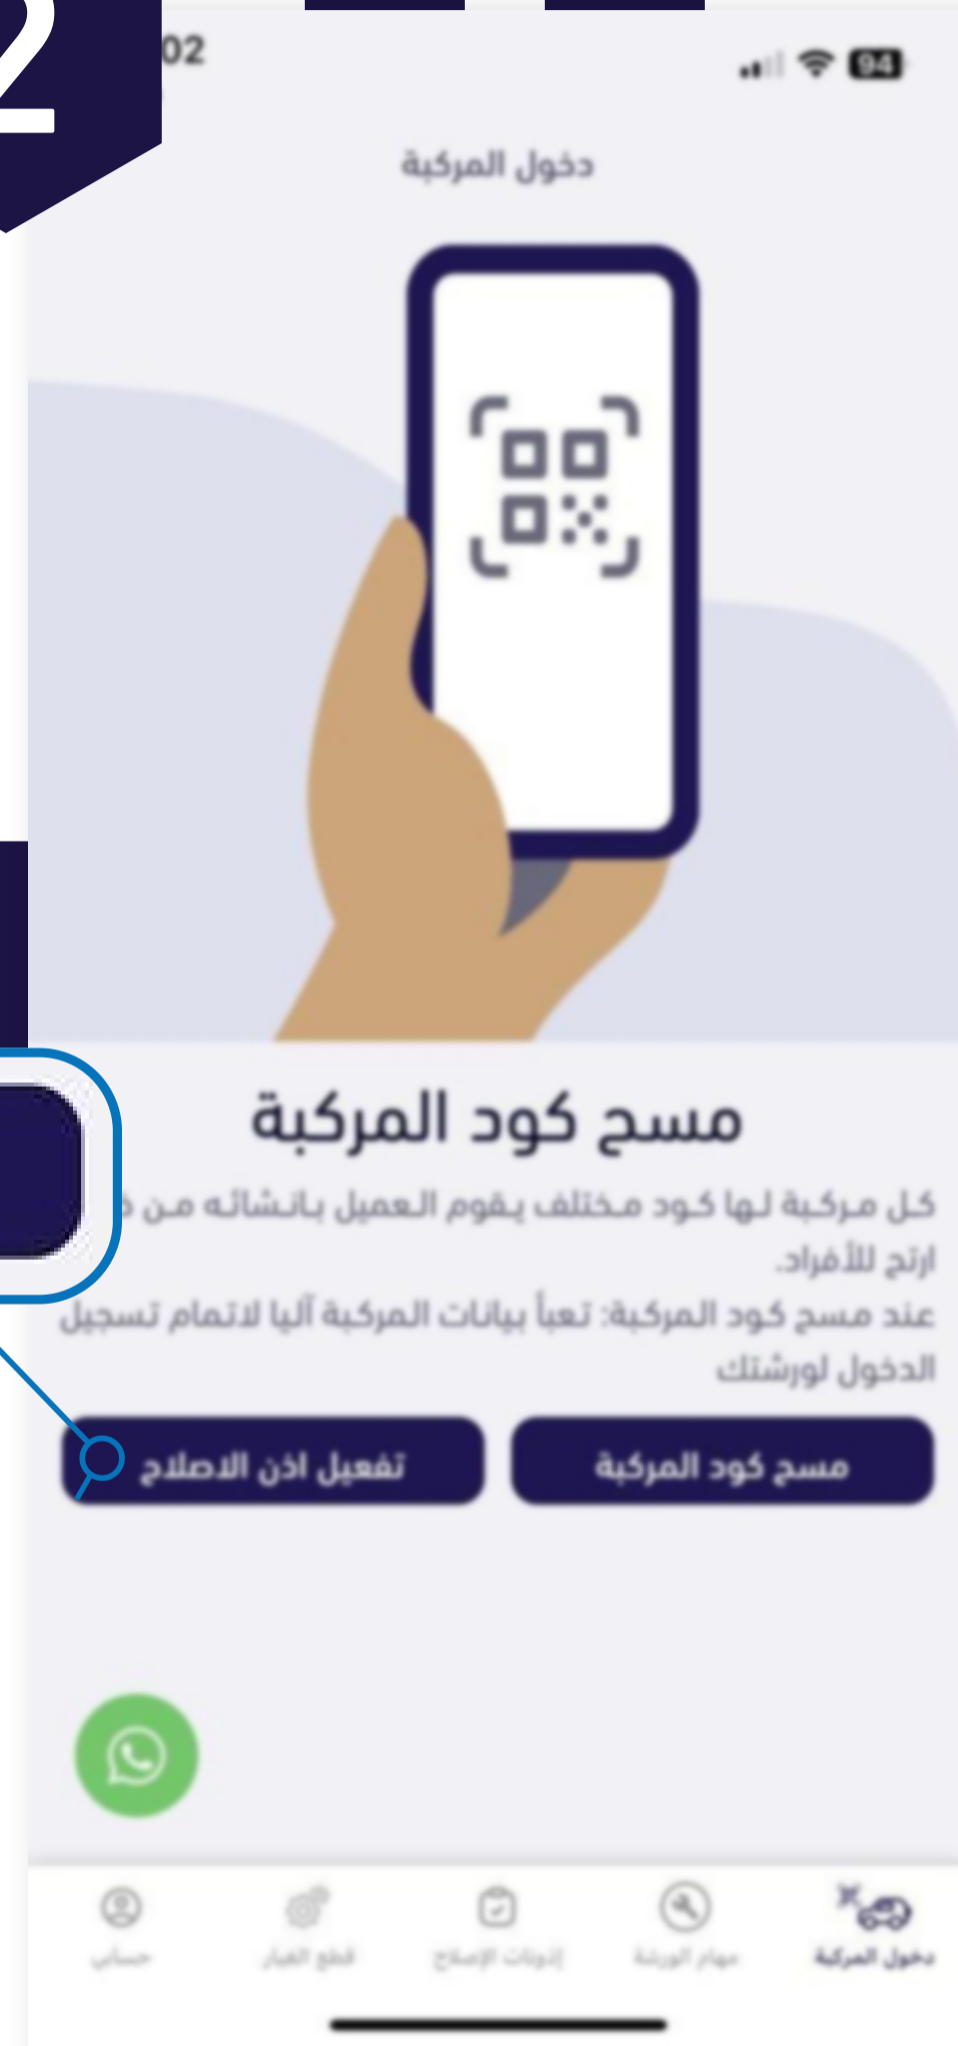 2
02
94
دخول المركبة
مسح كود المركبة
كل مركبة لها كود مختلف يقوم العميل بانشائه من
ارتج للأفراد.
عند مسح كود المركبة: تعبأ بيانات المركبة آليا لاتمام تسجيل
الدخول لورشتك
مسح كود المركبة
تفعيل اذن الاصلاح
دخول المركبة
مهام الورشة
إذونات الإصلاح
قطع الغيار
حسابي